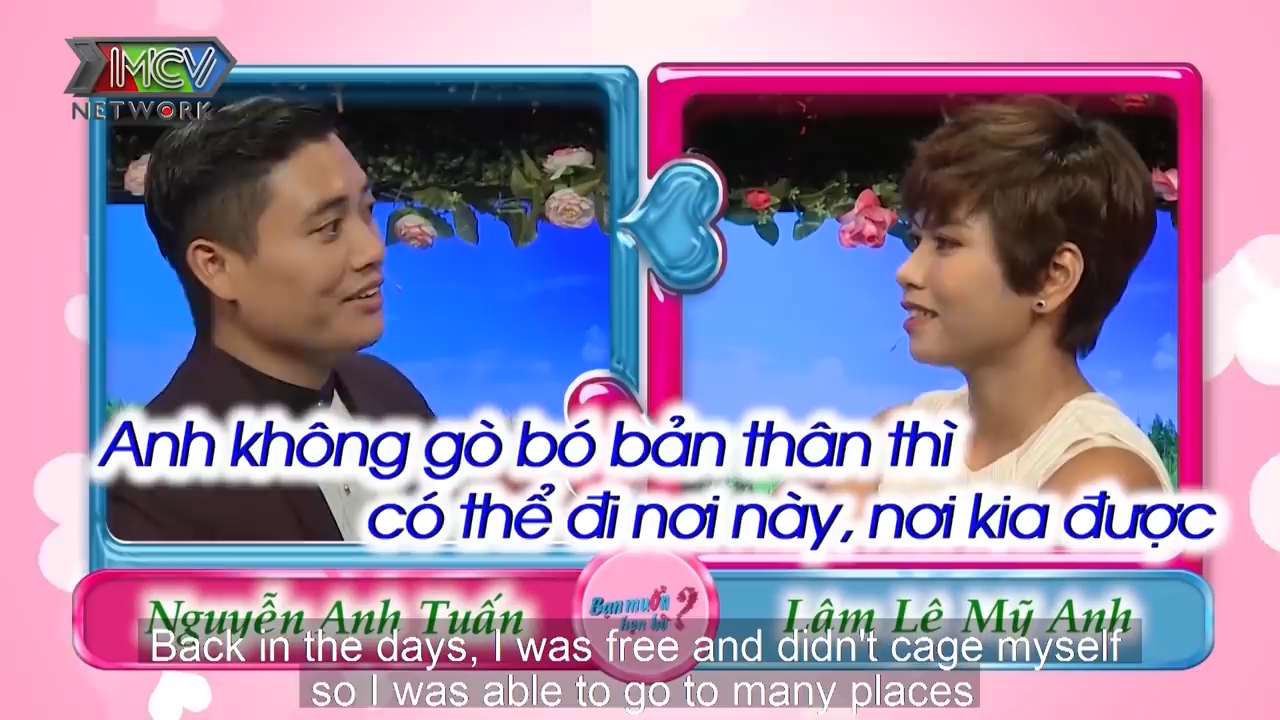 MCV
NETWORK
Anh không gò bó bản thân thì
có thể đi nơi này, nơi kia được
Nguyễn Anh Tuấn
Bạn muốn
hẹn hò
?
Lâm Lê Mỹ Anh
Back in the days, I was free and didn't cage myself
so I was able to go to many places